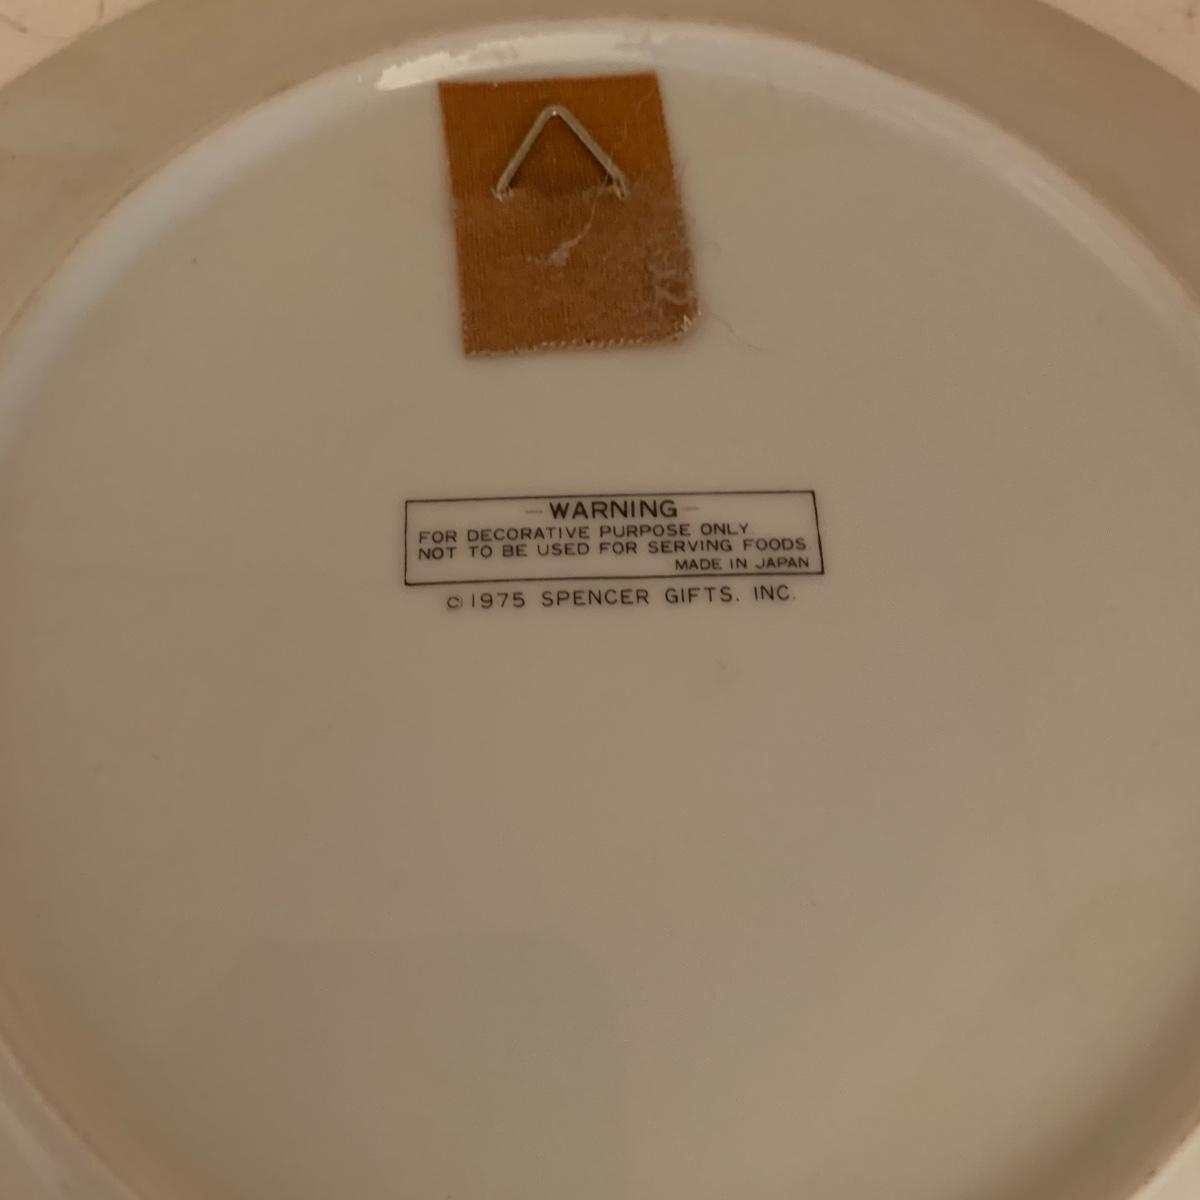 -WARNING-
FOR DECORATIVE PURPOSE ONLY.
NOT TO BE USED FOR SERVING FOODS
MADE IN JAPAN
© 1975 SPENCER GIFTS. INC.